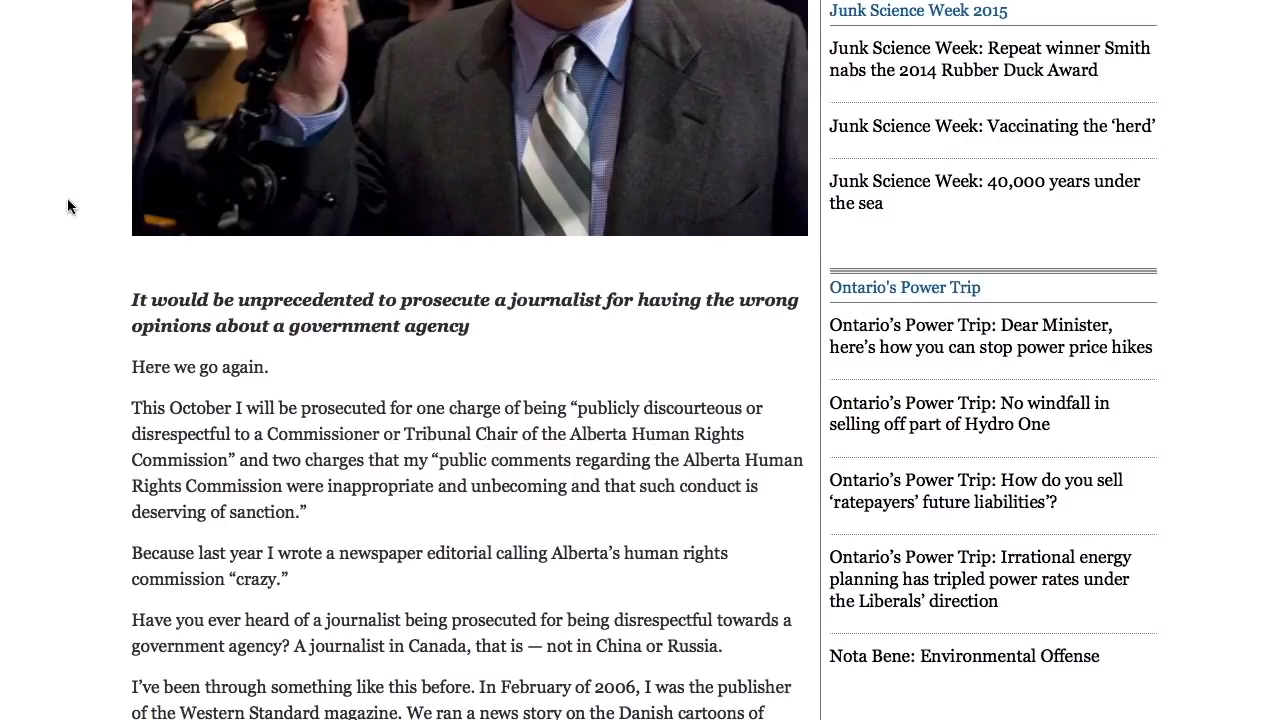 It would be unprecedented to prosecute a journalist for having the wrong
opinions about a government agency
Here we go again.
This October I will be prosecuted for one charge of being “publicly discourteous or
disrespectful to a Commissioner or Tribunal Chair of the Alberta Human Rights
Commission” and two charges that my “public comments regarding the Alberta Human
Rights Commission were inappropriate and unbecoming and that such conduct is
deserving of sanction.”
Because last year I wrote a newspaper editorial calling Alberta’s human rights
commission “crazy.”
Have you ever heard of a journalist being prosecuted for being disrespectful towards a
government agency? A journalist in Canada, that is — not in China or Russia.
I’ve been through something like this before. In February of 2006, I was the publisher
of the Western Standard magazine. We ran a news story on the Danish cartoons of
Junk Science Week 2015
Junk Science Week: Repeat winner Smith
nabs the 2014 Rubber Duck Award
Junk Science Week: Vaccinating the ‘herd’
Junk Science Week: 40,000 years under
the sea
Ontario's Power Trip
Ontario’s Power Trip: Dear Minister,
here’s how you can stop power price hikes
Ontario’s Power Trip: No windfall in
selling off part of Hydro One
Ontario’s Power Trip: How do you sell
‘ratepayers’ future liabilities’?
Ontario’s Power Trip: Irrational energy
planning has tripled power rates under
the Liberals’ direction
Nota Bene: Environmental Offense